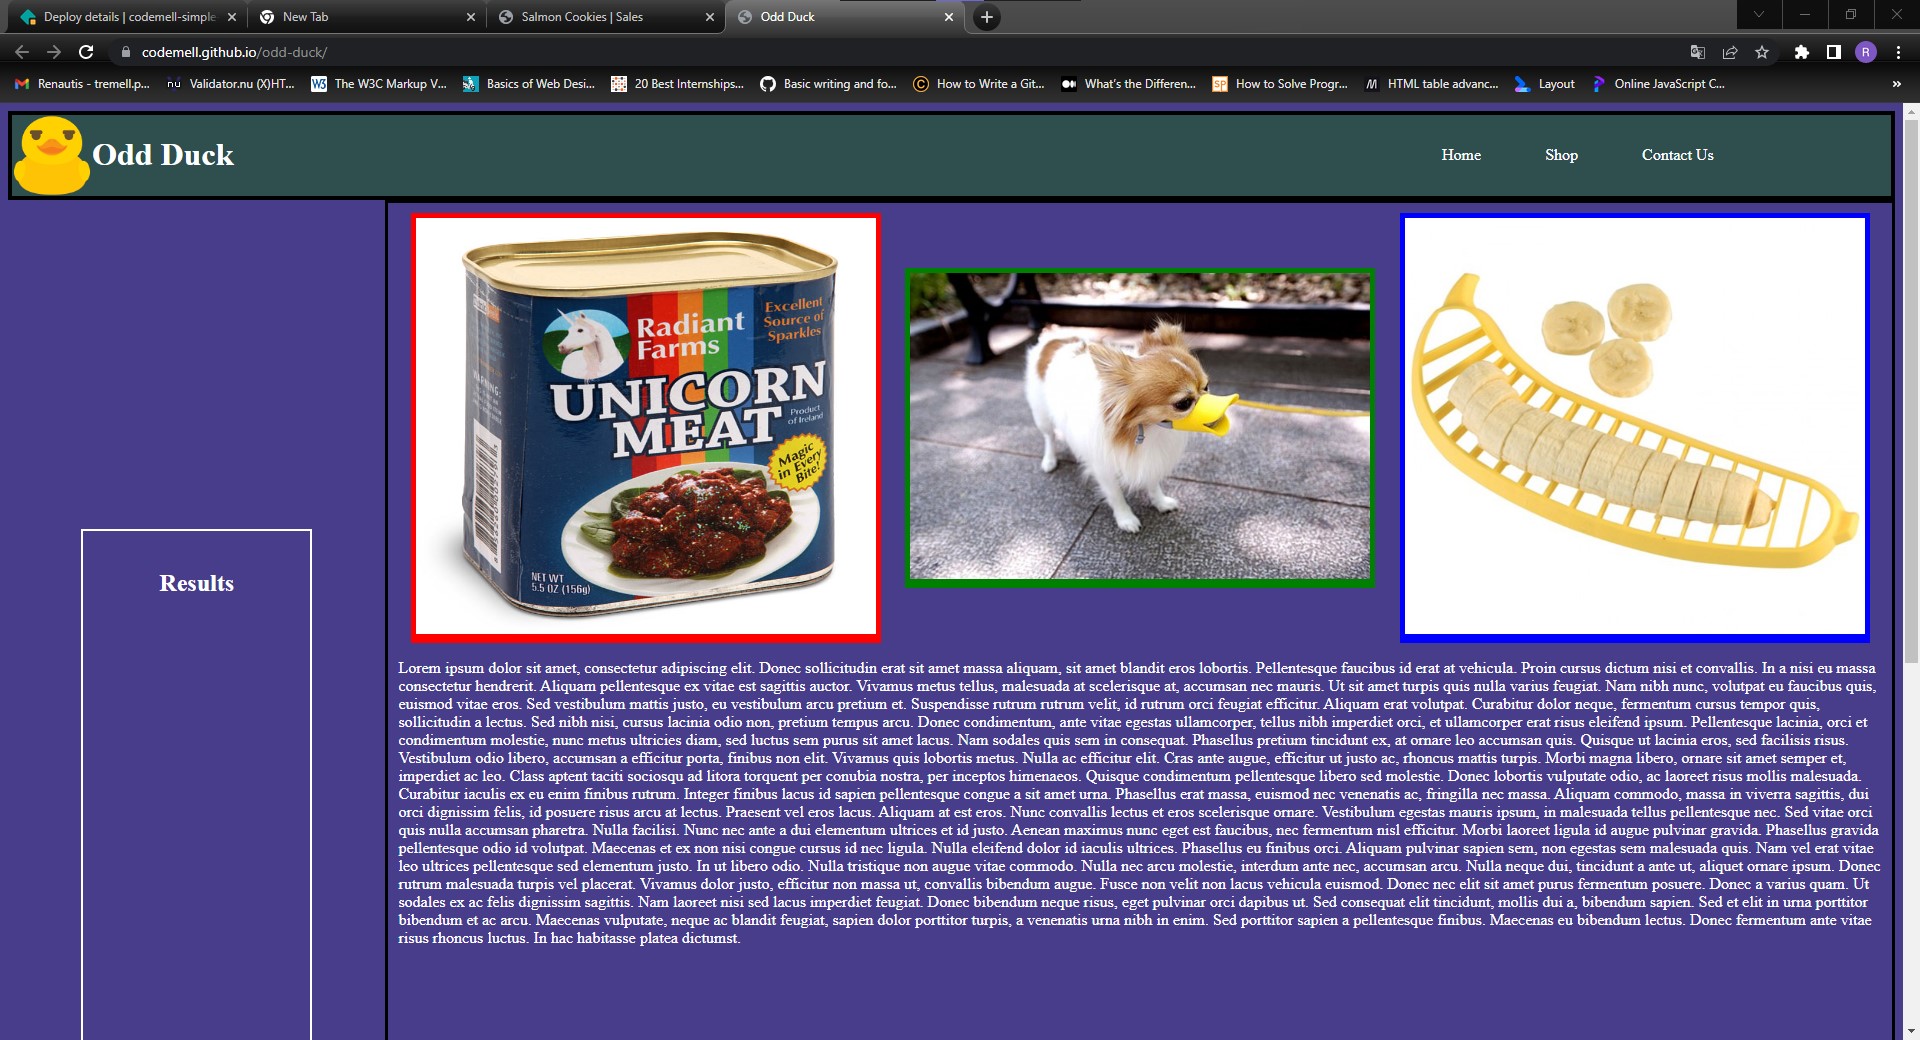 Deploy details | codemell-simple
New Tab
Salmon Cookies | Sales
Odd Duck
codemell.github.io/odd-duck/
R
Renautis - tremell.p...
nu Validator.nu (X)HT...
W3 The W3C Markup V...
Basics of Web Desi...
20 Best Internships...
Basic writing and fo...
How to Write a Git...
What's the Differen...
SP How to Solve Progr...
HTML table advanc...
Layout
Online JavaScript C...
Odd Duck
Home Shop Contact Us
Results
Radiant
Farms
Excellent
Source of
Sparkles
UNICORN
MEAT
Product
of Ireland
Magic
in Every
Bite!
WARNING:
NET WT
5.5 OZ (156g)
Lorem ipsum dolor sit amet, consectetur adipiscing elit. Donec sollicitudin erat sit amet massa aliquam, sit amet blandit eros lobortis. Pellentesque faucibus id erat at vehicula. Proin cursus dictum nisi et convallis. In a nisi eu massa
consectetur hendrerit. Aliquam pellentesque ex vitae est sagittis auctor. Vivamus metus tellus, malesuada at scelerisque at, accumsan nec mauris. Ut sit amet turpis quis nulla varius feugiat. Nam nibh nunc, volutpat eu faucibus quis,
euismod vitae eros. Sed vestibulum mattis justo, eu vestibulum arcu pretium et. Suspendisse rutrum rutrum velit, id rutrum orci feugiat efficitur. Aliquam erat volutpat. Curabitur dolor neque, fermentum cursus tempor quis,
sollicitudin a lectus. Sed nibh nisi, cursus lacinia odio non, pretium tempus arcu. Donec condimentum, ante vitae egestas ullamcorper, tellus nibh imperdiet orci, et ullamcorper erat risus eleifend ipsum. Pellentesque lacinia, orci et
condimentum molestie, nunc metus ultricies diam, sed luctus sem purus sit amet lacus. Nam sodales quis sem in consequat. Phasellus pretium tincidunt ex, at ornare leo accumsan quis. Quisque ut lacinia eros, sed facilisis risus.
Vestibulum odio libero, accumsan a efficitur porta, finibus non elit. Vivamus quis lobortis metus. Nulla ac efficitur elit. Cras ante augue, efficitur ut justo ac, rhoncus mattis turpis. Morbi magna libero, ornare sit amet semper et,
imperdiet ac leo. Class aptent taciti sociosqu ad litora torquent per conubia nostra, per inceptos himenaeos. Quisque condimentum pellentesque libero sed molestie. Donec lobortis vulputate odio, ac laoreet risus mollis malesuada.
Curabitur iaculis ex eu enim finibus rutrum. Integer finibus lacus id sapien pellentesque congue a sit amet urna. Phasellus erat massa, euismod nec venenatis ac, fringilla nec massa. Aliquam commodo, massa in viverra sagittis, dui
orci dignissim felis, id posuere risus arcu at lectus. Praesent vel eros lacus. Aliquam at est eros. Nunc convallis lectus et eros scelerisque ornare. Vestibulum egestas mauris ipsum, in malesuada tellus pellentesque nec. Sed vitae orci
quis nulla accumsan pharetra. Nulla facilisi. Nunc nec ante a dui elementum ultrices et id justo. Aenean maximus nunc eget est faucibus, nec fermentum nisl efficitur. Morbi laoreet ligula id augue pulvinar gravida. Phasellus gravida
pellentesque odio id volutpat. Maecenas et ex non nisi congue cursus id nec ligula. Nulla eleifend dolor id iaculis ultrices. Phasellus eu finibus orci. Aliquam pulvinar sapien sem, non egestas sem malesuada quis. Nam vel erat vitae
leo ultrices pellentesque sed elementum justo. In ut libero odio. Nulla tristique non augue vitae commodo. Nulla nec arcu molestie, interdum ante nec, accumsan arcu. Nulla neque dui, tincidunt a ante ut, aliquet ornare ipsum. Donec
rutrum malesuada turpis vel placerat. Vivamus dolor justo, efficitur non massa ut, convallis bibendum augue. Fusce non velit non lacus vehicula euismod. Donec nec elit sit amet purus fermentum posuere. Donec a varius quam. Ut
sodales ex ac felis dignissim sagittis. Nam laoreet nisi sed lacus imperdiet feugiat. Donec bibendum neque risus, eget pulvinar orci dapibus ut. Sed consequat elit tincidunt, mollis dui a, bibendum sapien. Sed et elit in urna porttitor
bibendum et ac arcu. Maecenas vulputate, neque ac blandit feugiat, sapien dolor porttitor turpis, a venenatis urna nibh in enim. Sed porttitor sapien a pellentesque finibus. Maecenas eu bibendum lectus. Donec fermentum ante vitae
risus rhoncus luctus. In hac habitasse platea dictumst.